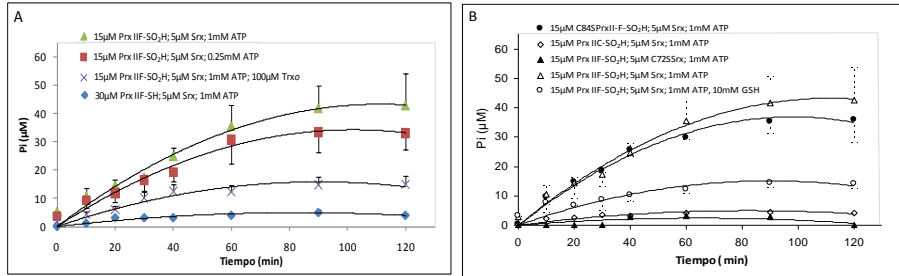 A
15µM Prx IIF-SO₂H; 5µM Srx; 1mM ATP
15µM Prx IIF-SO₂H; 5µM Srx; 0.25mM ATP
15µM Prx IIF-SO₂H; 5µM Srx; 1mM ATP; 100µM Trxo
30µM Prx IIF-SH; 5µM Srx; 1mM ATP
60
50
40
30
20
10
0
Pi (µM)
0 20 40 60 80 100 120
Tiempo (min)
B
15µM C84SPrxII-F-SO₂H; 5µM Srx; 1mM ATP
15µM Prx IIC-SO₂H; 5µM Srx; 1mM ATP
15µM Prx IIF-SO₂H; 5µM C72SSrx; 1mM ATP
15µM Prx IIF-SO₂H; 5µM Srx; 1mM ATP
15µM Prx IIF-SO₂H; 5µM Srx; 1mM ATP, 10mM GSH
60
50
40
30
20
10
0
Pi (µM)
0 20 40 60 80 100 120
Tiempo (min)